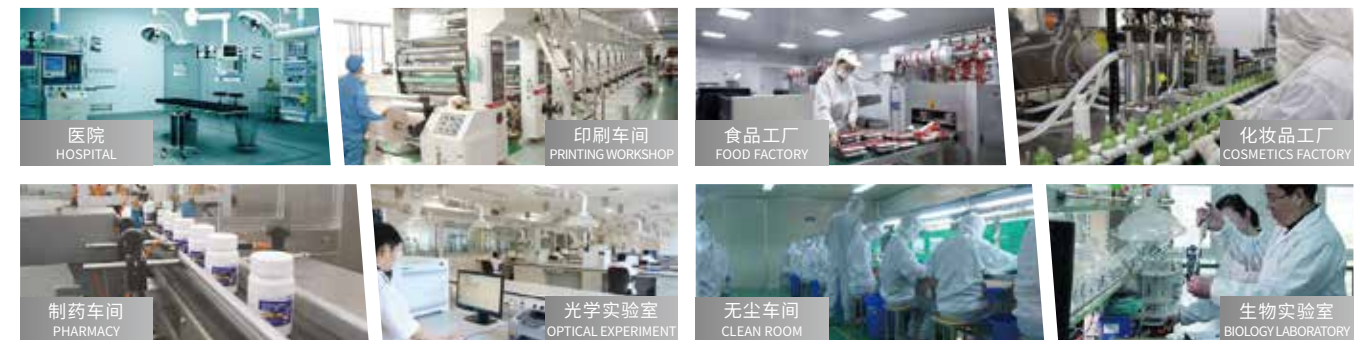 医院
HOSPITAL
印刷车间
PRINTING WORKSHOP
食品工厂
FOOD FACTORY
化妆品工厂
COSMETICS FACTORY
制药车间
PHARMACY
光学实验室
OPTICAL EXPERIMENT
无尘车间
CLEAN ROOM
生物实验室
BIOLOGY LABORATORY